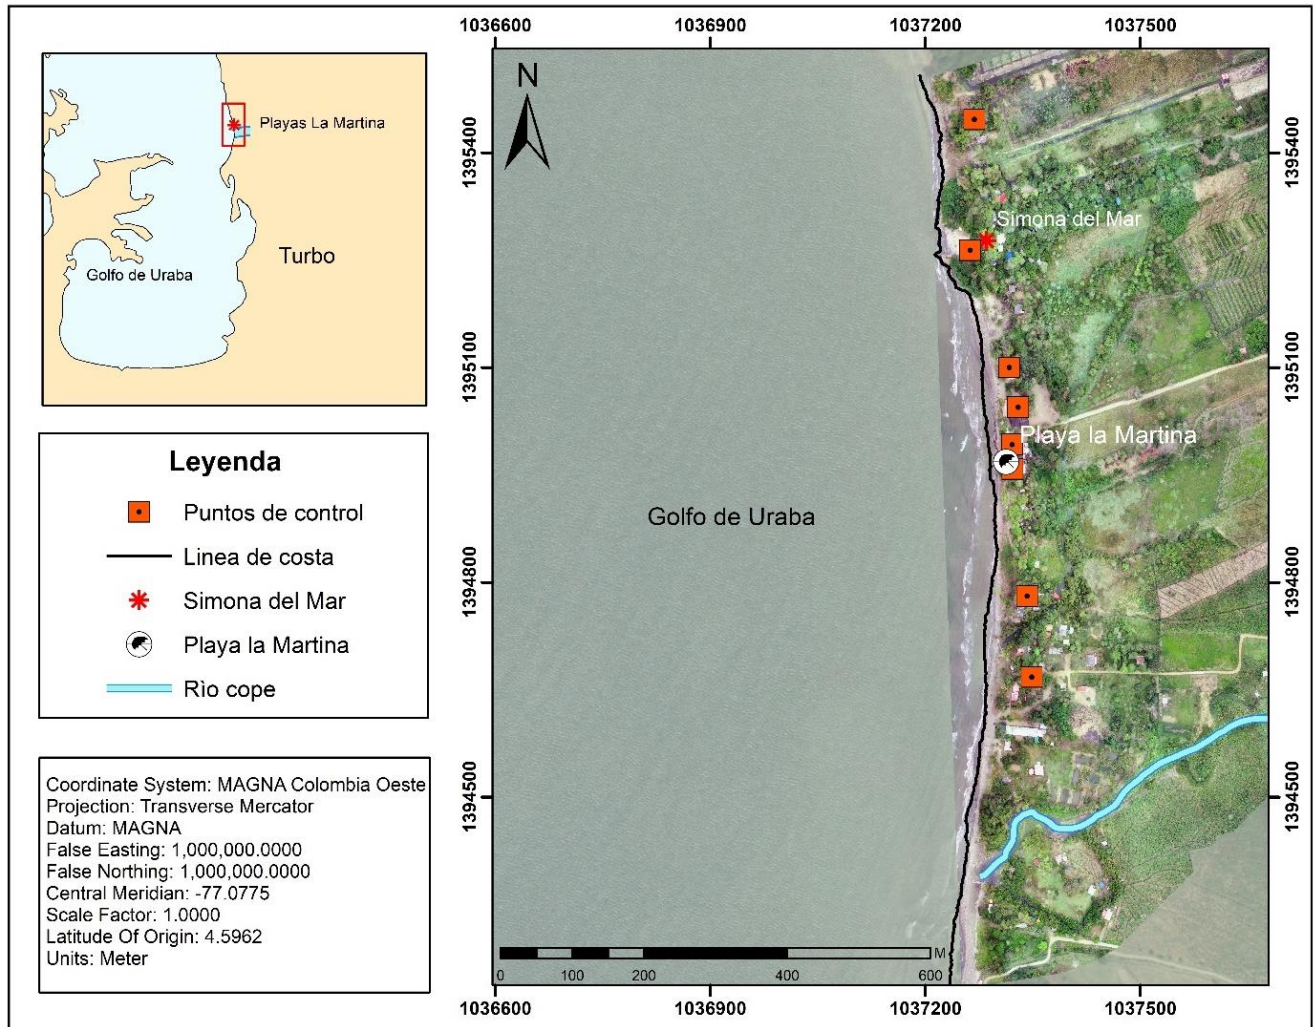 1036600
1036900
1037200
1037500
Playas La Martina
Turbo
Golfo de Uraba
Leyenda
Puntos de control
Linea de costa
Simona del Mar
Playa la Martina
Rìo cope
Coordinate System: MAGNA Colombia Oeste
Projection: Transverse Mercator
Datum: MAGNA
False Easting: 1,000,000.0000
False Northing: 1,000,000.0000
Central Meridian: -77.0775
Scale Factor: 1.0000
Latitude Of Origin: 4.5962
Units: Meter
N
1395400
1395100
1394800
1394500
Simona del Mar
Playa la Martina
Golfo de Uraba
M
0 100 200 400 600
1395400
1395100
1394800
1394500
1036600
1036900
1037200
1037500